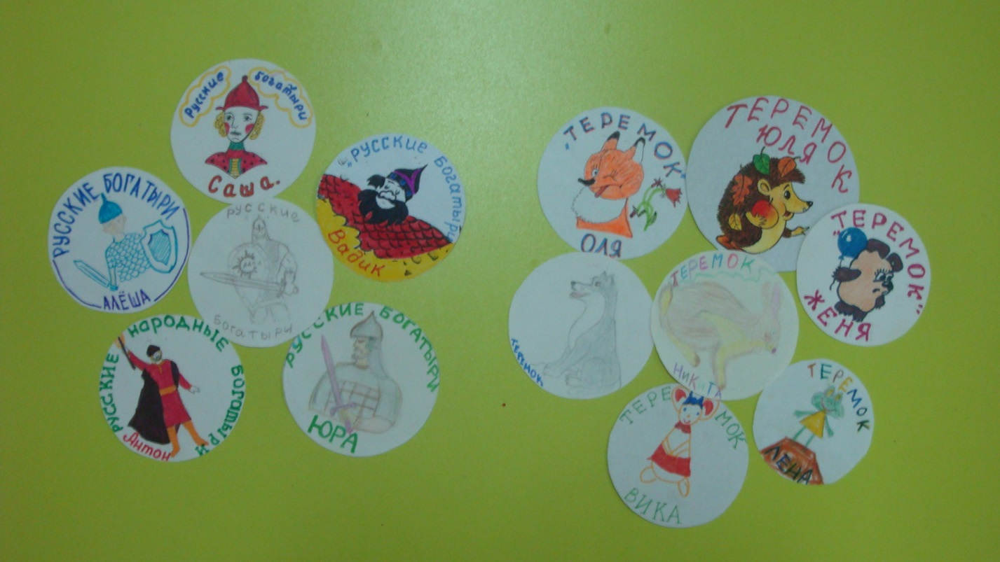 Русские богатыри
Саша.
РУССКИЕ БОГАТЫРИ
АЛЁША
„РУССКИЕ БОГАТЫРИ
Вадик
РУССКИЕ
БОГАТЫРИ
РУССКИЕ НАРОДНЫЕ БОГАТЫРИ
Антон
РУССКИЕ БОГАТЫРИ
ЮРА
„ТЕРЕМОК"
ОЛЯ
ТЕРЕМОК
ЮЛЯ
„ТЕРЕМОК"
ЖЕНЯ
теремок
ТЕРЕМОК
НИКИТА
ТЕРЕМОК
ВИКА
ТЕРЕМОК
ЛЕНА